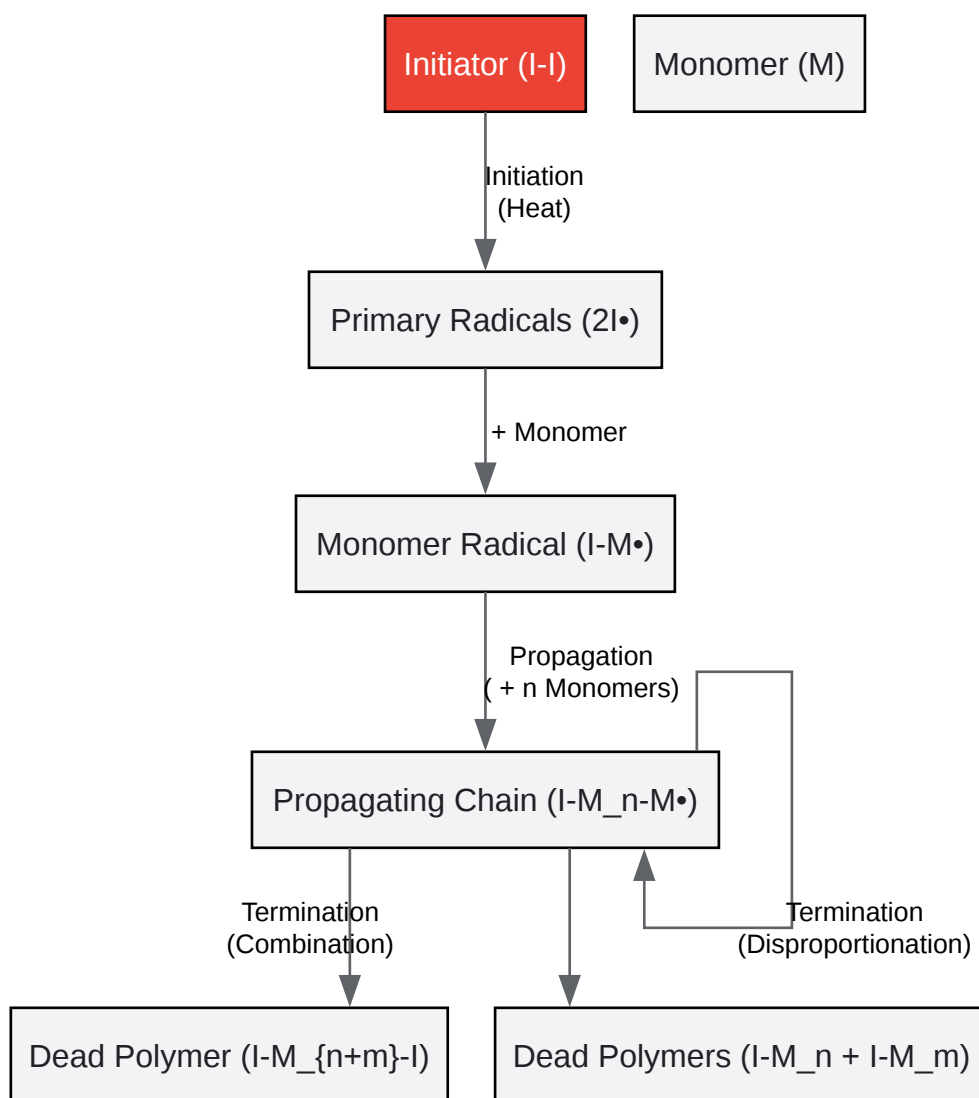 Initiator (I-I)
Monomer (M)
Initiation
(Heat)
Primary Radicals (2I•)
+ Monomer
Monomer Radical (I-M•)
Propagation
( + n Monomers)
Propagating Chain (I-M_n-M•)
Termination
(Combination)
Termination
(Disproportionation)
Dead Polymer (I-M_{n+m}-I)
Dead Polymers (I-M_n + I-M_m)